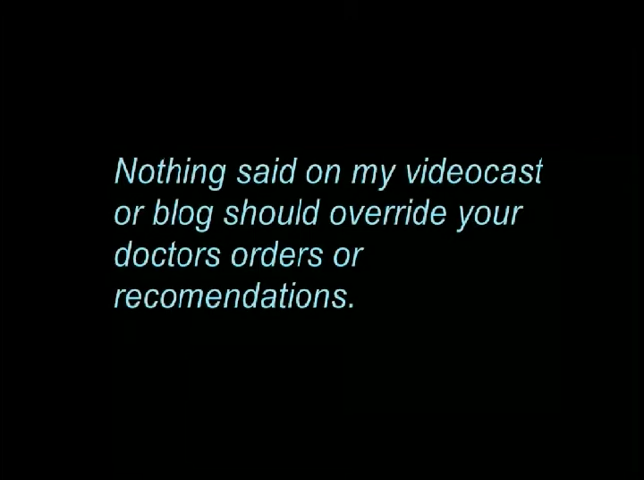 Nothing said on my videocast
or blog should override your
doctors orders or
recomendations.